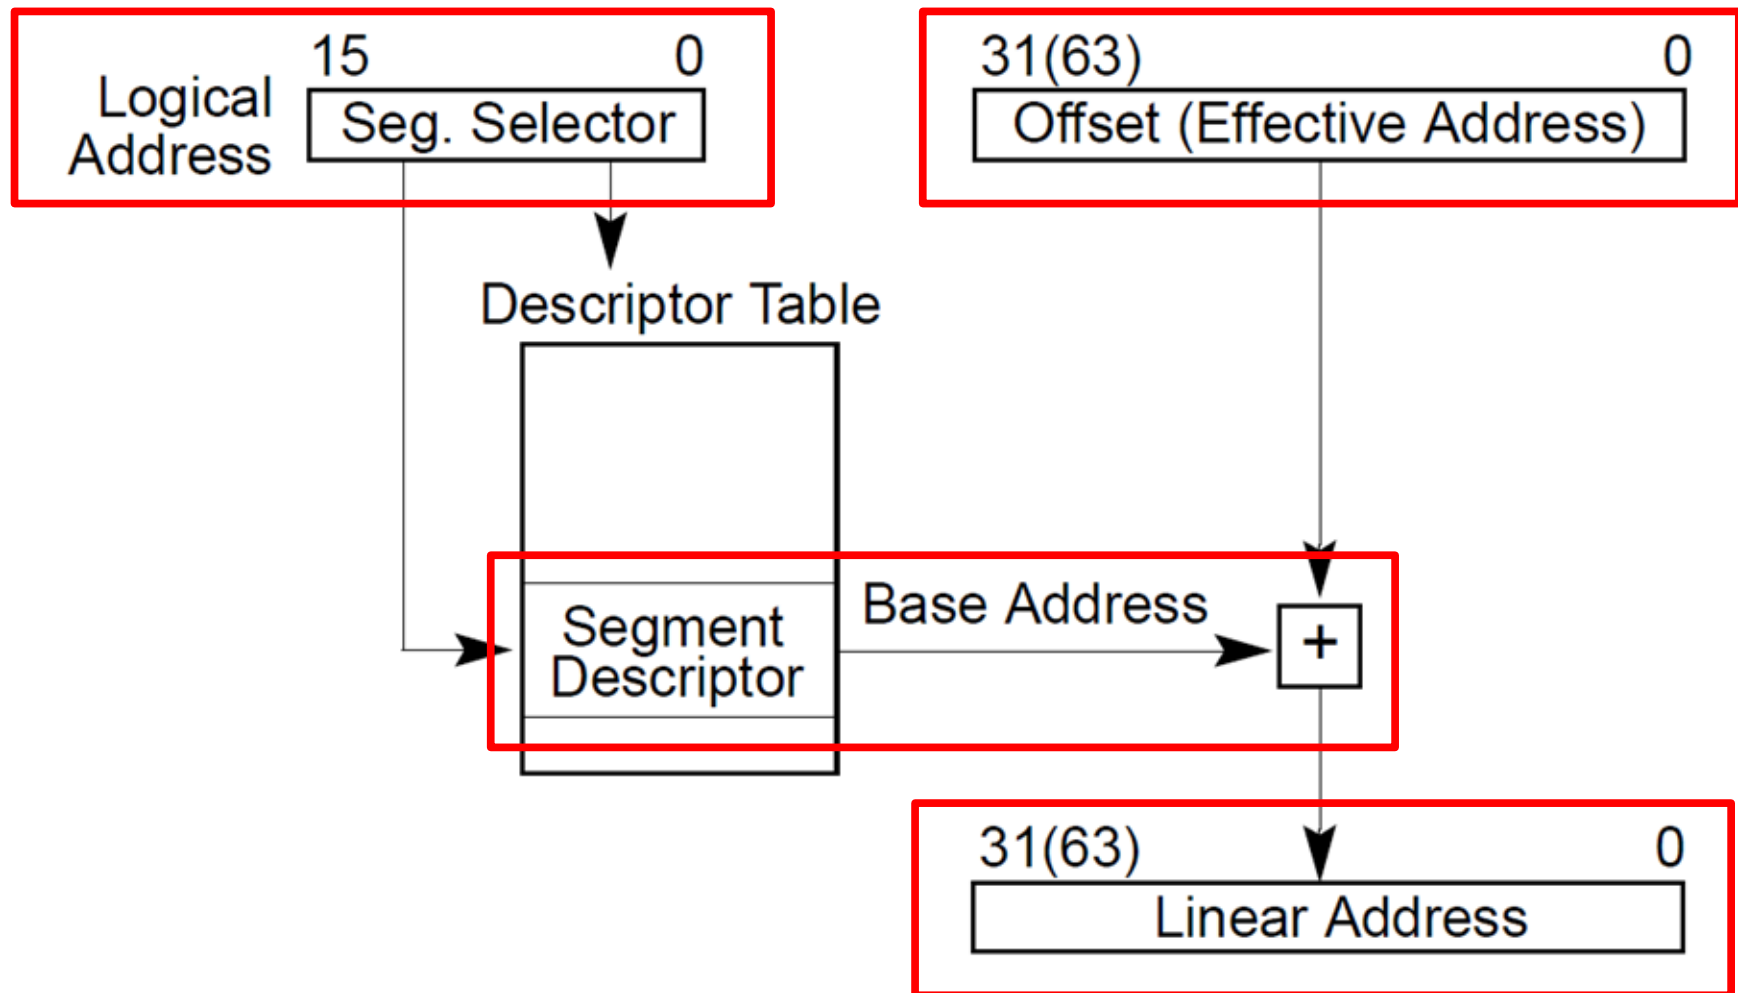 15 0
Logical
Address
Seg. Selector
31(63) 0
Offset (Effective Address)
Descriptor Table
Segment
Descriptor
Base Address
+
31(63) 0
Linear Address